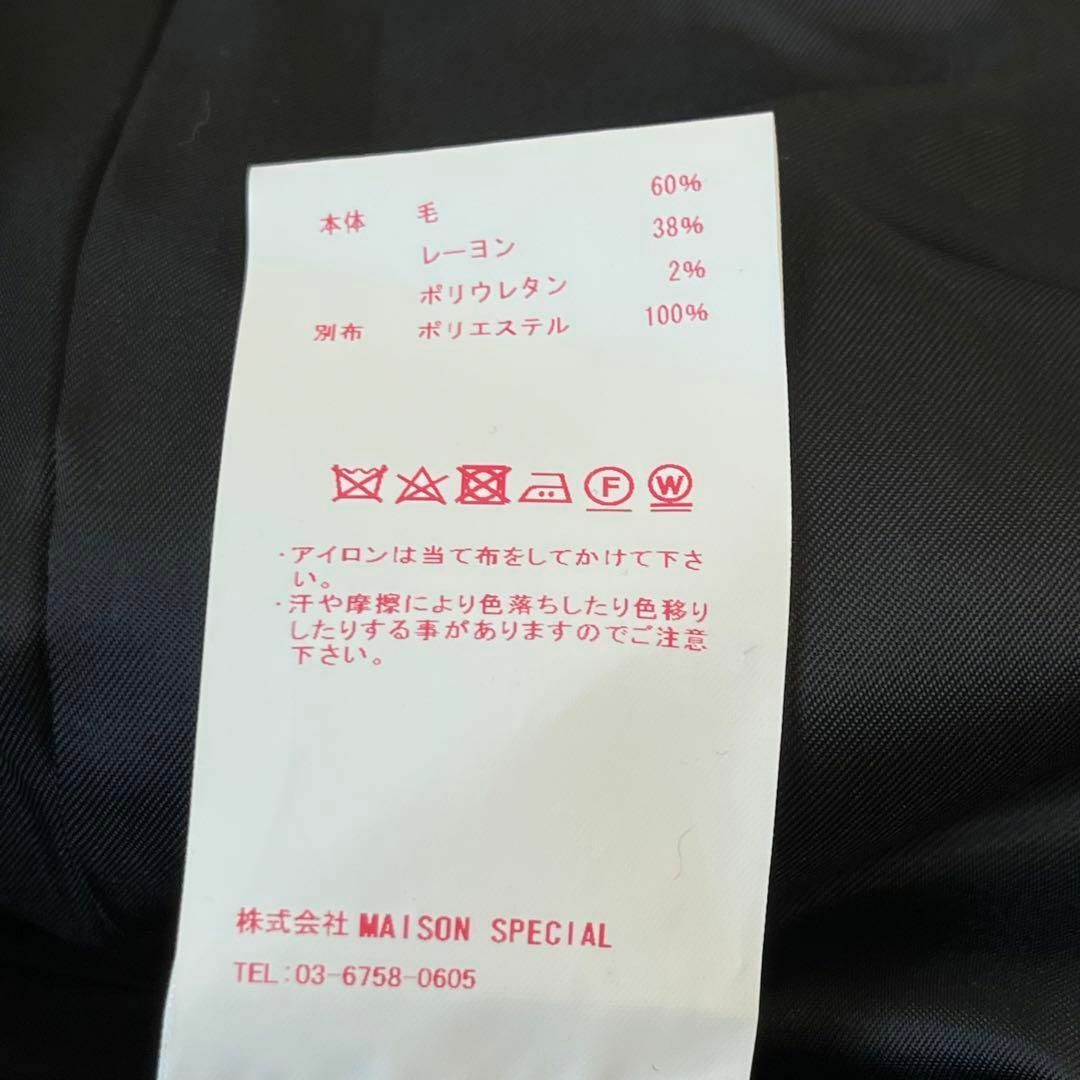 本体 毛 60%
レーヨン 38%
ポリウレタン 2%
別布 ポリエステル 100%
F W
・アイロンは当て布をしてかけて下さ
い。
・汗や摩擦により色落ちしたり色移り
したりする事がありますのでご注意
下さい。
株式会社 MAISON SPECIAL
TEL:03-6758-0605